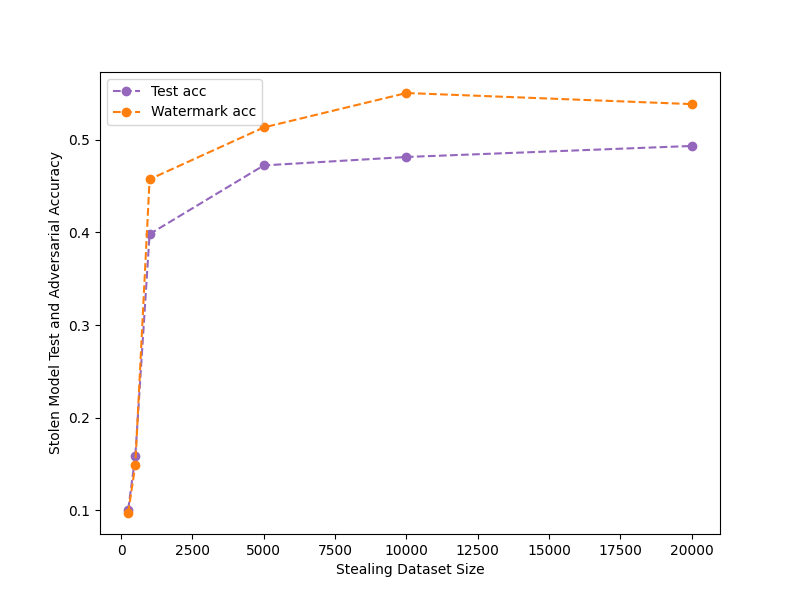 Test acc
Watermark acc
Stolen Model Test and Adversarial Accuracy
0.5
0.4
0.3
0.2
0.1
0 2500 5000 7500 10000 12500 15000 17500 20000
Stealing Dataset Size